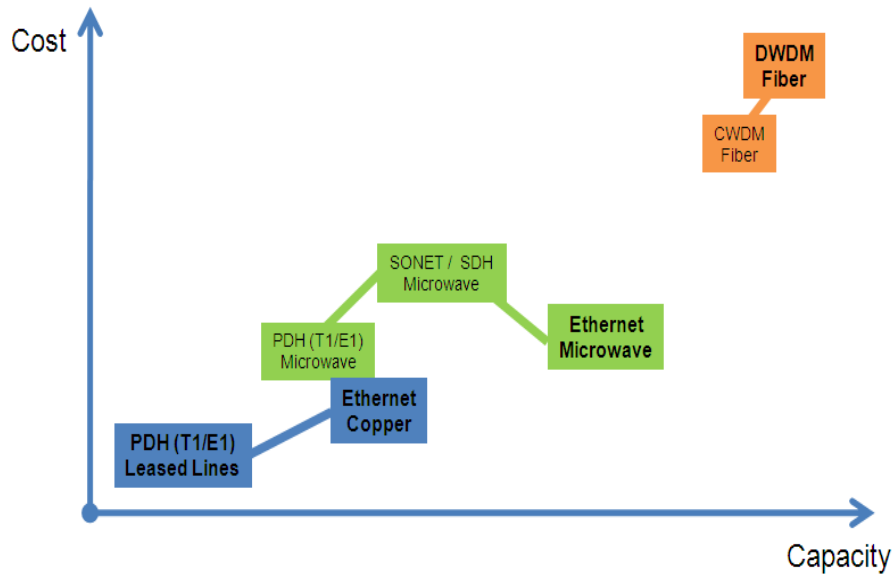 Cost
DWDM
Fiber
CWDM
Fiber
SONET / SDH
Microwave
Ethernet
Microwave
PDH (T1/E1)
Microwave
Ethernet
Copper
PDH (T1/E1)
Leased Lines
Capacity